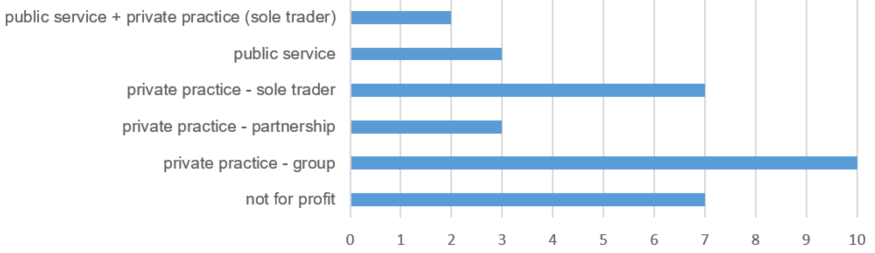 public service + private practice (sole trader)
public service
private practice - sole trader
private practice - partnership
private practice - group
not for profit
0 1 2 3 4 5 6 7 8 9 10